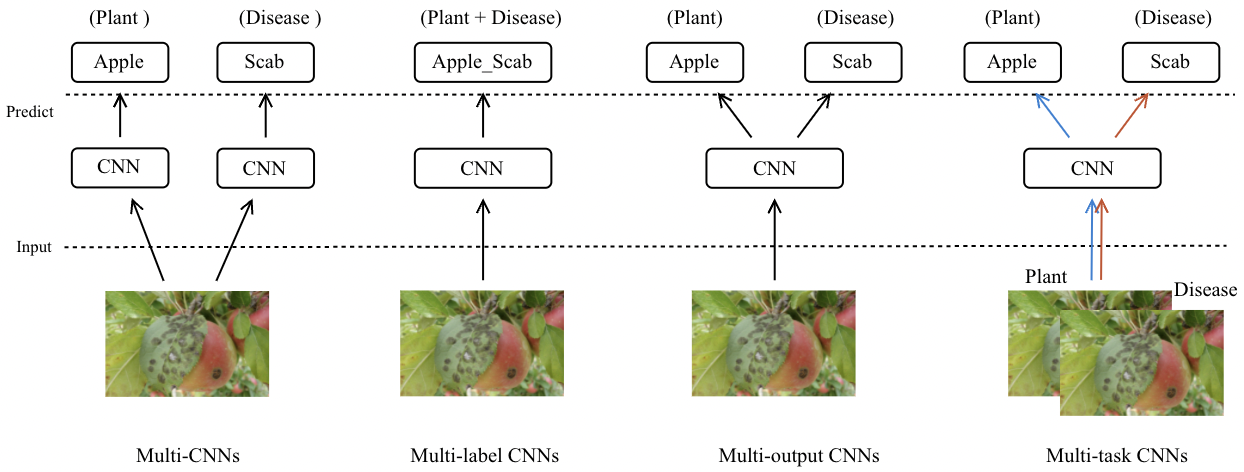 (Plant ) (Disease ) (Plant + Disease) (Plant) (Disease) (Plant) (Disease)
Apple Scab Apple_Scab Apple Scab Apple Scab
Predict
CNN CNN CNN CNN CNN
Input
Plant
Disease
Multi-CNNs Multi-label CNNs Multi-output CNNs Multi-task CNNs